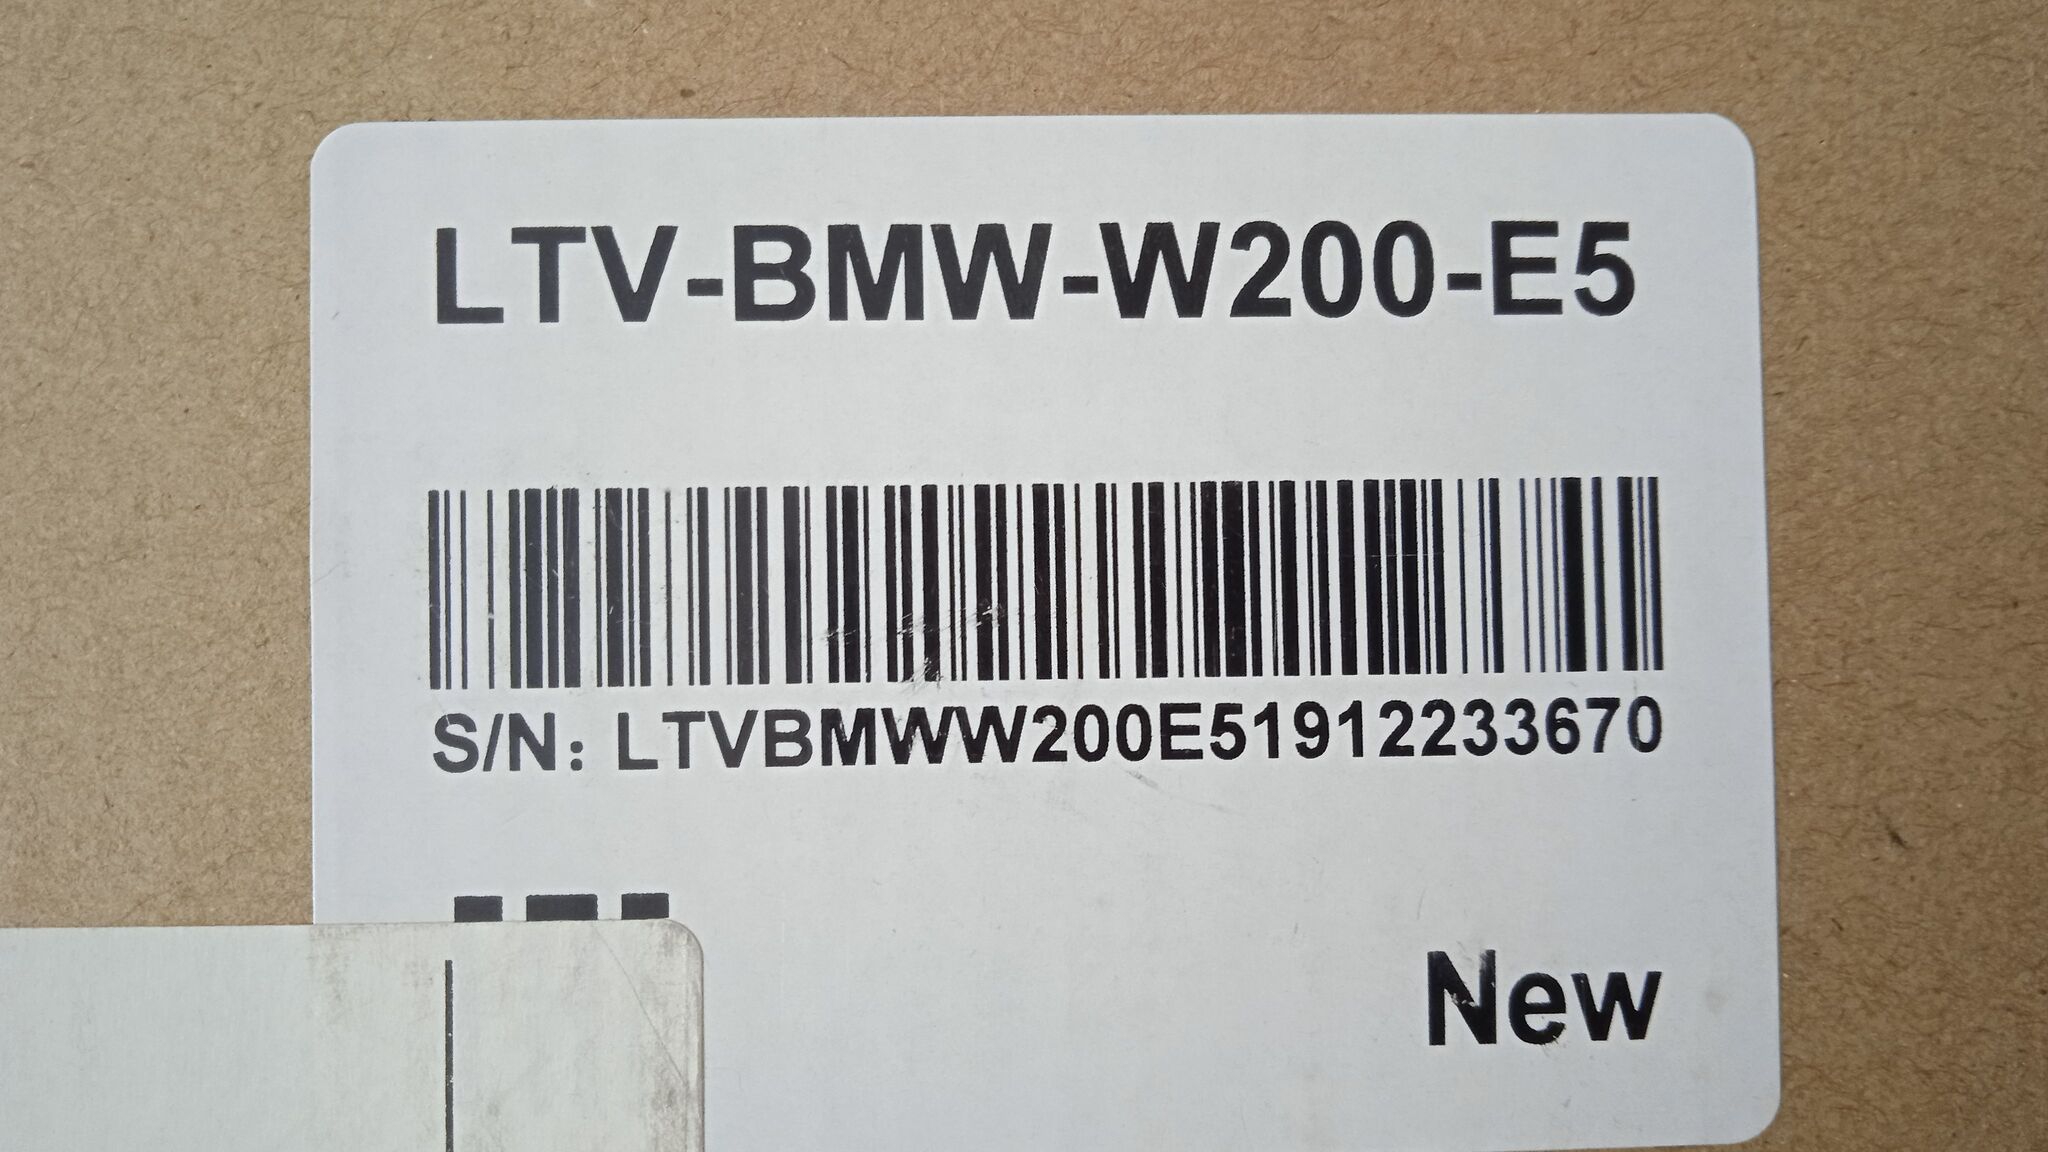 LTV-BMW-W200-E5
S/N: LTVBMWW200E51912233670
New